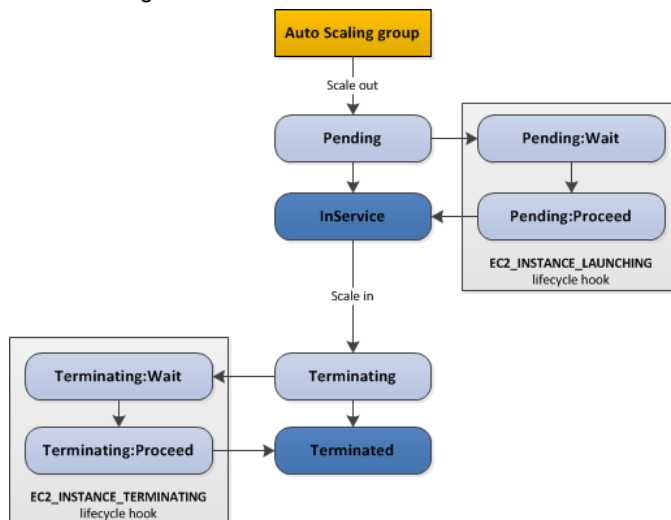 Auto Scaling group
Scale out
Pending
Pending:Wait
InService
Pending:Proceed
EC2_INSTANCE_LAUNCHING
lifecycle hook
Scale in
Terminating:Wait
Terminating
Terminating:Proceed
Terminated
EC2_INSTANCE_TERMINATING
lifecycle hook